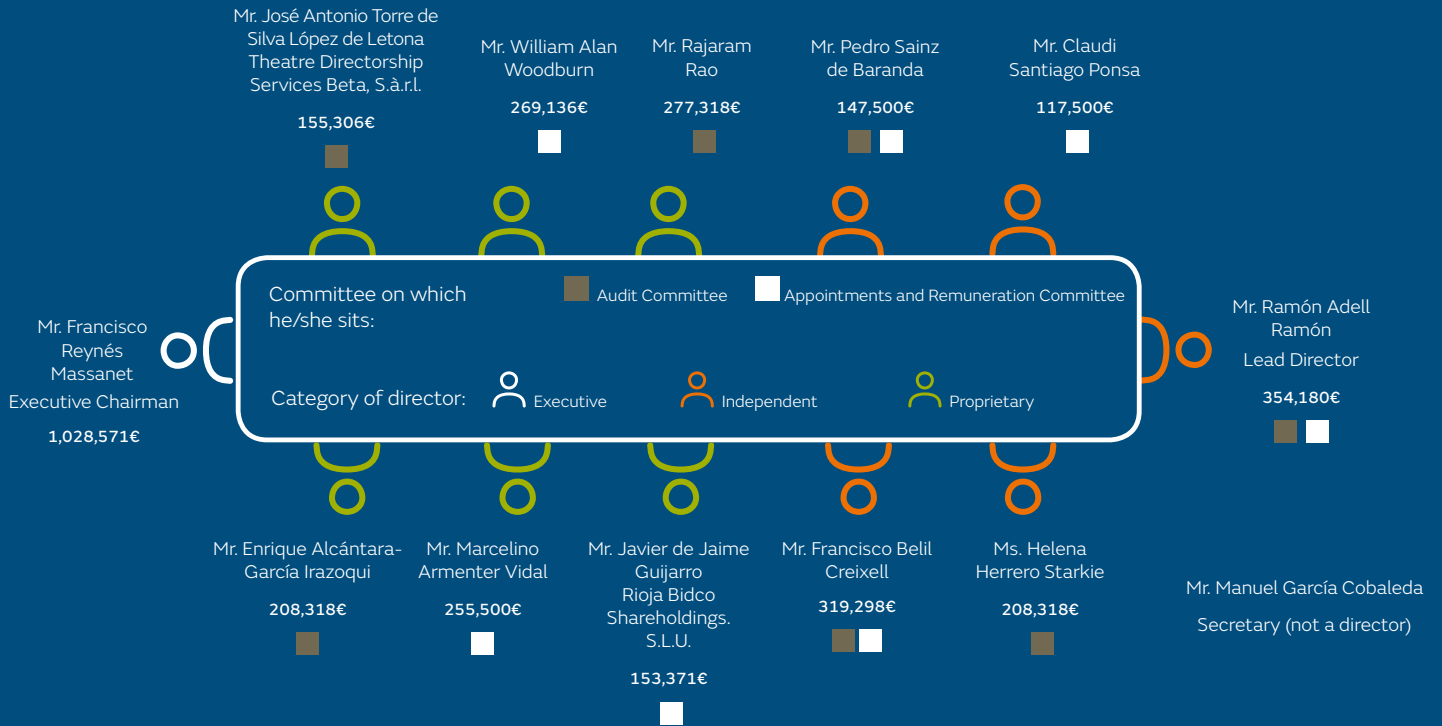 Mr. José Antonio Torre de
Silva López de Letona
Theatre Directorship
Services Beta, S.à.r.l.
155,306€
Mr. William Alan
Woodburn
269,136€
Mr. Rajaram
Rao
277,318€
Mr. Pedro Sainz
de Baranda
147,500€
Mr. Claudi
Santiago Ponsa
117,500€
Mr. Francisco
Reynés
Massanet
Executive Chairman
1,028,571€
Committee on which
he/she sits:
Audit Committee
Appointments and Remuneration Committee
Category of director:
Executive
Independent
Proprietary
Mr. Ramón Adell
Ramón
Lead Director
354,180€
Mr. Enrique Alcántara-
García Irazoqui
208,318€
Mr. Marcelino
Armenter Vidal
255,500€
Mr. Javier de Jaime
Guijarro
Rioja Bidco
Shareholdings.
S.L.U.
153,371€
Mr. Francisco Belil
Creixell
319,298€
Ms. Helena
Herrero Starkie
208,318€
Mr. Manuel García Cobaleda
Secretary (not a director)